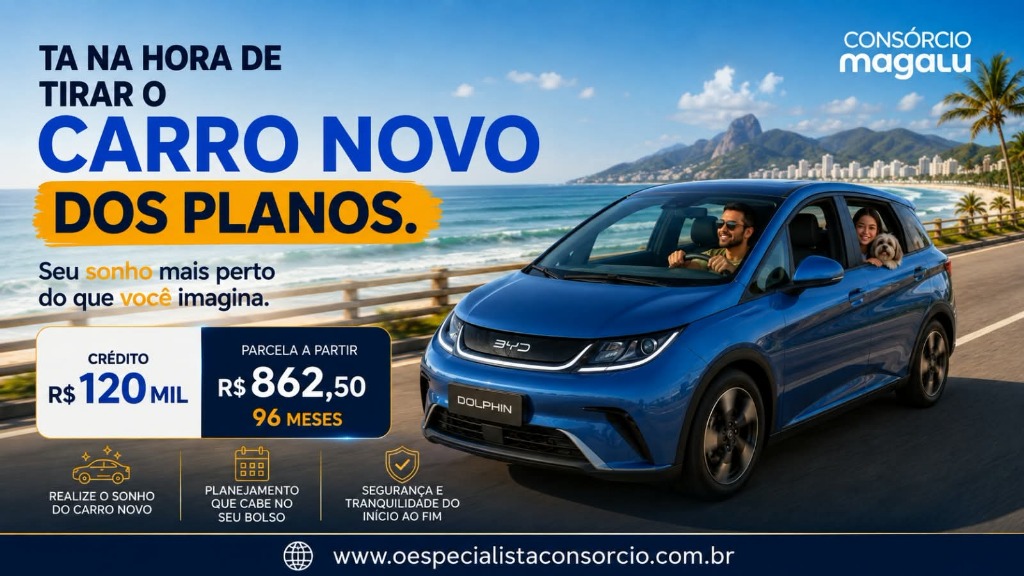 TA NA HORA DE
TIRAR O
CARRO NOVO
DOS PLANOS.
Seu sonho mais perto
do que você imagina.
CRÉDITO
R$ 120 MIL
PARCELA A PARTIR
R$ 862,50
96 MESES
REALIZE O SONHO
DO CARRO NOVO
PLANEJAMENTO
QUE CABE NO
SEU BOLSO
SEGURANÇA E
TRANQUILIDADE DO
INÍCIO AO FIM
CONSÓRCIO
magalu
BYD
DOLPHIN
www.oespecialistaconsorcio.com.br